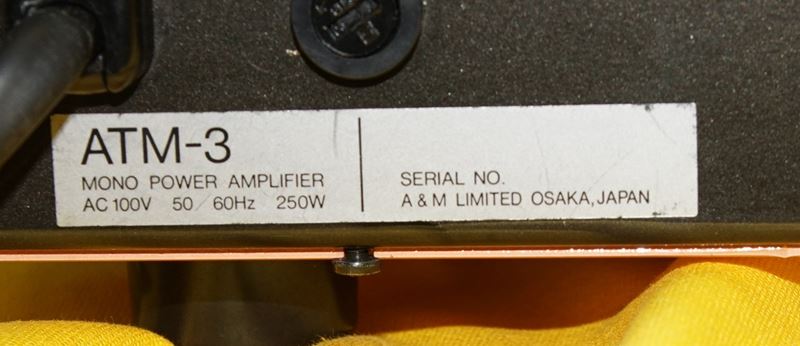 ATM-3
MONO POWER AMPLIFIER
AC 100V 50/60Hz 250W
SERIAL NO.
A & M LIMITED OSAKA, JAPAN